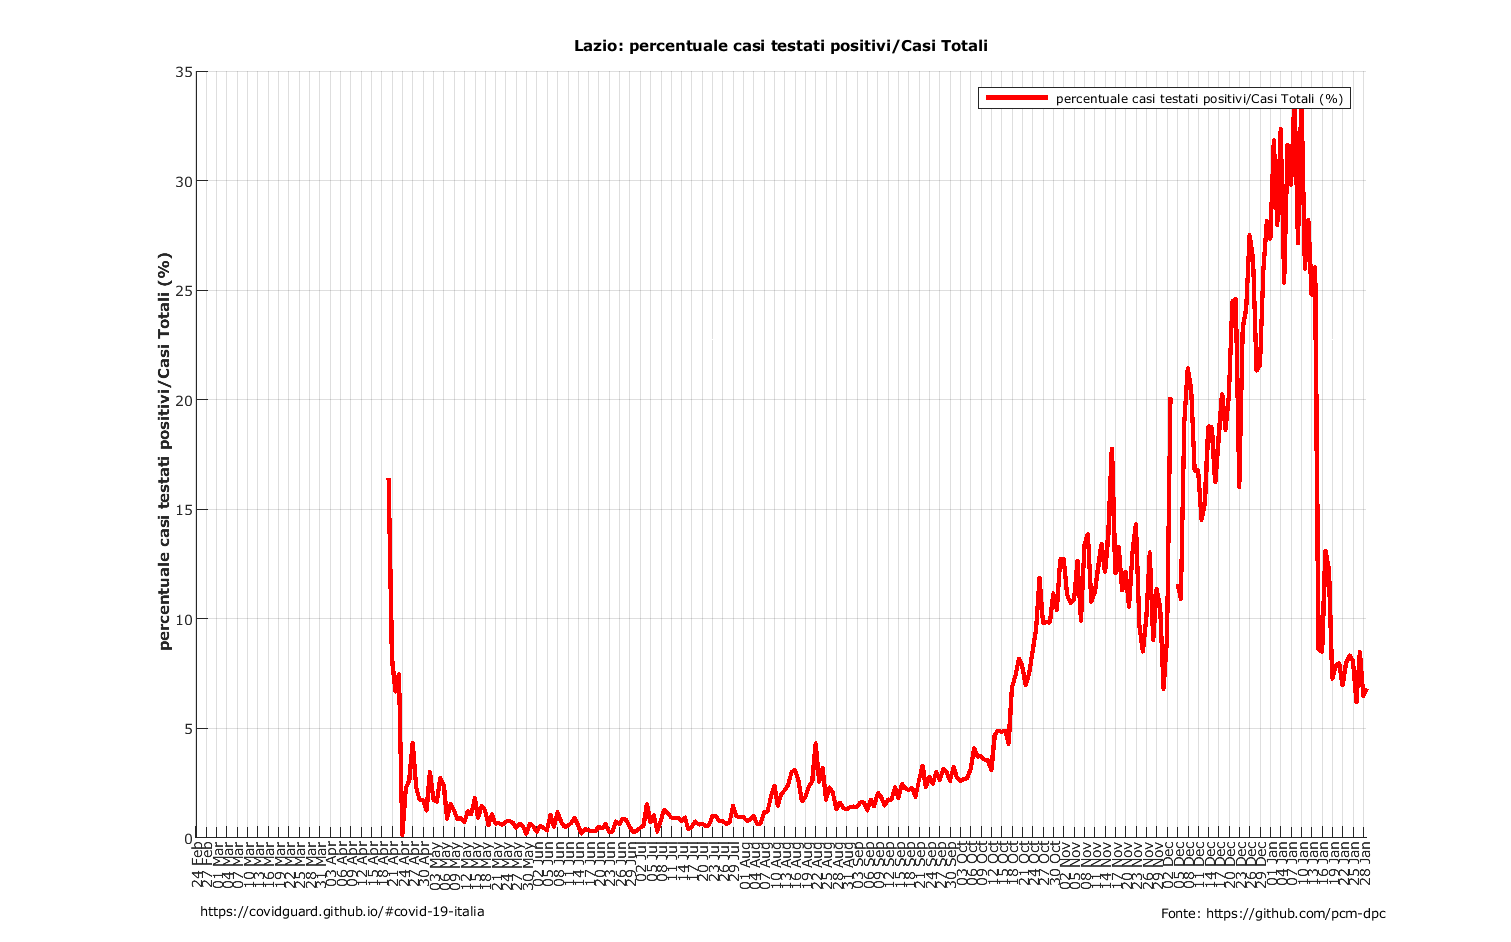 Lazio: percentuale casi testati positivi/Casi Totali
percentuale casi testati positivi/Casi Totali (%)
percentuale casi testati positivi/Casi Totali (%)
35
30
25
20
15
10
5
0
24 Feb
27 Feb
01 Mar
04 Mar
07 Mar
10 Mar
13 Mar
16 Mar
19 Mar
22 Mar
25 Mar
28 Mar
31 Mar
03 Apr
06 Apr
09 Apr
12 Apr
15 Apr
18 Apr
21 Apr
24 Apr
27 Apr
30 Apr
03 May
06 May
09 May
12 May
15 May
18 May
21 May
24 May
27 May
30 May
02 Jun
05 Jun
08 Jun
11 Jun
14 Jun
17 Jun
20 Jun
23 Jun
26 Jun
29 Jun
02 Jul
05 Jul
08 Jul
11 Jul
14 Jul
17 Jul
20 Jul
23 Jul
26 Jul
29 Jul
01 Aug
04 Aug
07 Aug
10 Aug
13 Aug
16 Aug
19 Aug
22 Aug
25 Aug
28 Aug
31 Aug
03 Sep
06 Sep
09 Sep
12 Sep
15 Sep
18 Sep
21 Sep
24 Sep
27 Sep
30 Sep
03 Oct
06 Oct
09 Oct
12 Oct
15 Oct
18 Oct
21 Oct
24 Oct
27 Oct
30 Oct
02 Nov
05 Nov
08 Nov
11 Nov
14 Nov
17 Nov
20 Nov
23 Nov
26 Nov
29 Nov
02 Dec
05 Dec
08 Dec
11 Dec
14 Dec
17 Dec
20 Dec
23 Dec
26 Dec
29 Dec
01 Jan
04 Jan
07 Jan
10 Jan
13 Jan
16 Jan
19 Jan
22 Jan
25 Jan
28 Jan
https://covidguard.github.io/#covid-19-italia
Fonte: https://github.com/pcm-dpc